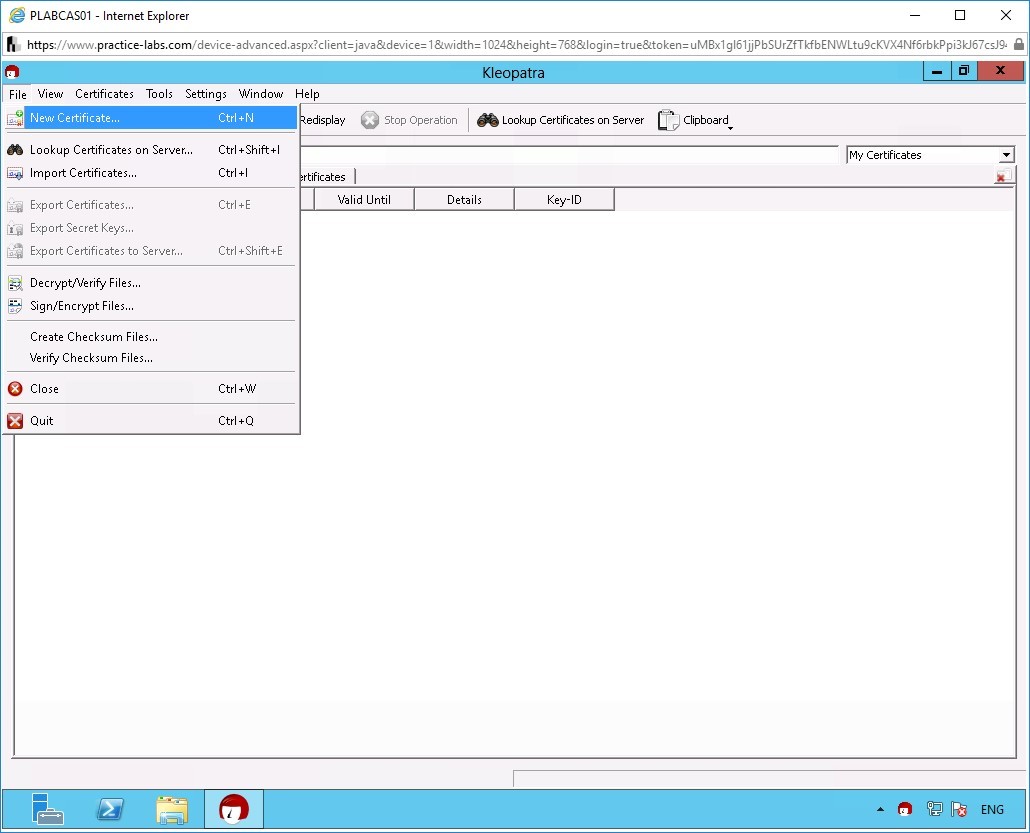 PLABCAS01 - Internet Explorer
https://www.practice-labs.com/device-advanced.aspx?client=java&device=1&width=1024&height=768&login=true&token=uMBx1gI61jjPbSUrZfTkfbENWLtu9cKVX4Nf6rbkPpi3kJ67csJ9
Kleopatra
File View Certificates Tools Settings Window Help
New Certificate... Ctrl+N
Redisplay Stop Operation Lookup Certificates on Server Clipboard
Lookup Certificates on Server... Ctrl+Shift+I
My Certificates
Import Certificates... Ctrl+I
ertificates
Valid Until Details Key-ID
Export Certificates... Ctrl+E
Export Secret Keys...
Export Certificates to Server... Ctrl+Shift+E
Decrypt/Verify Files...
Sign/Encrypt Files...
Create Checksum Files...
Verify Checksum Files...
Close Ctrl+W
Quit Ctrl+Q
ENG